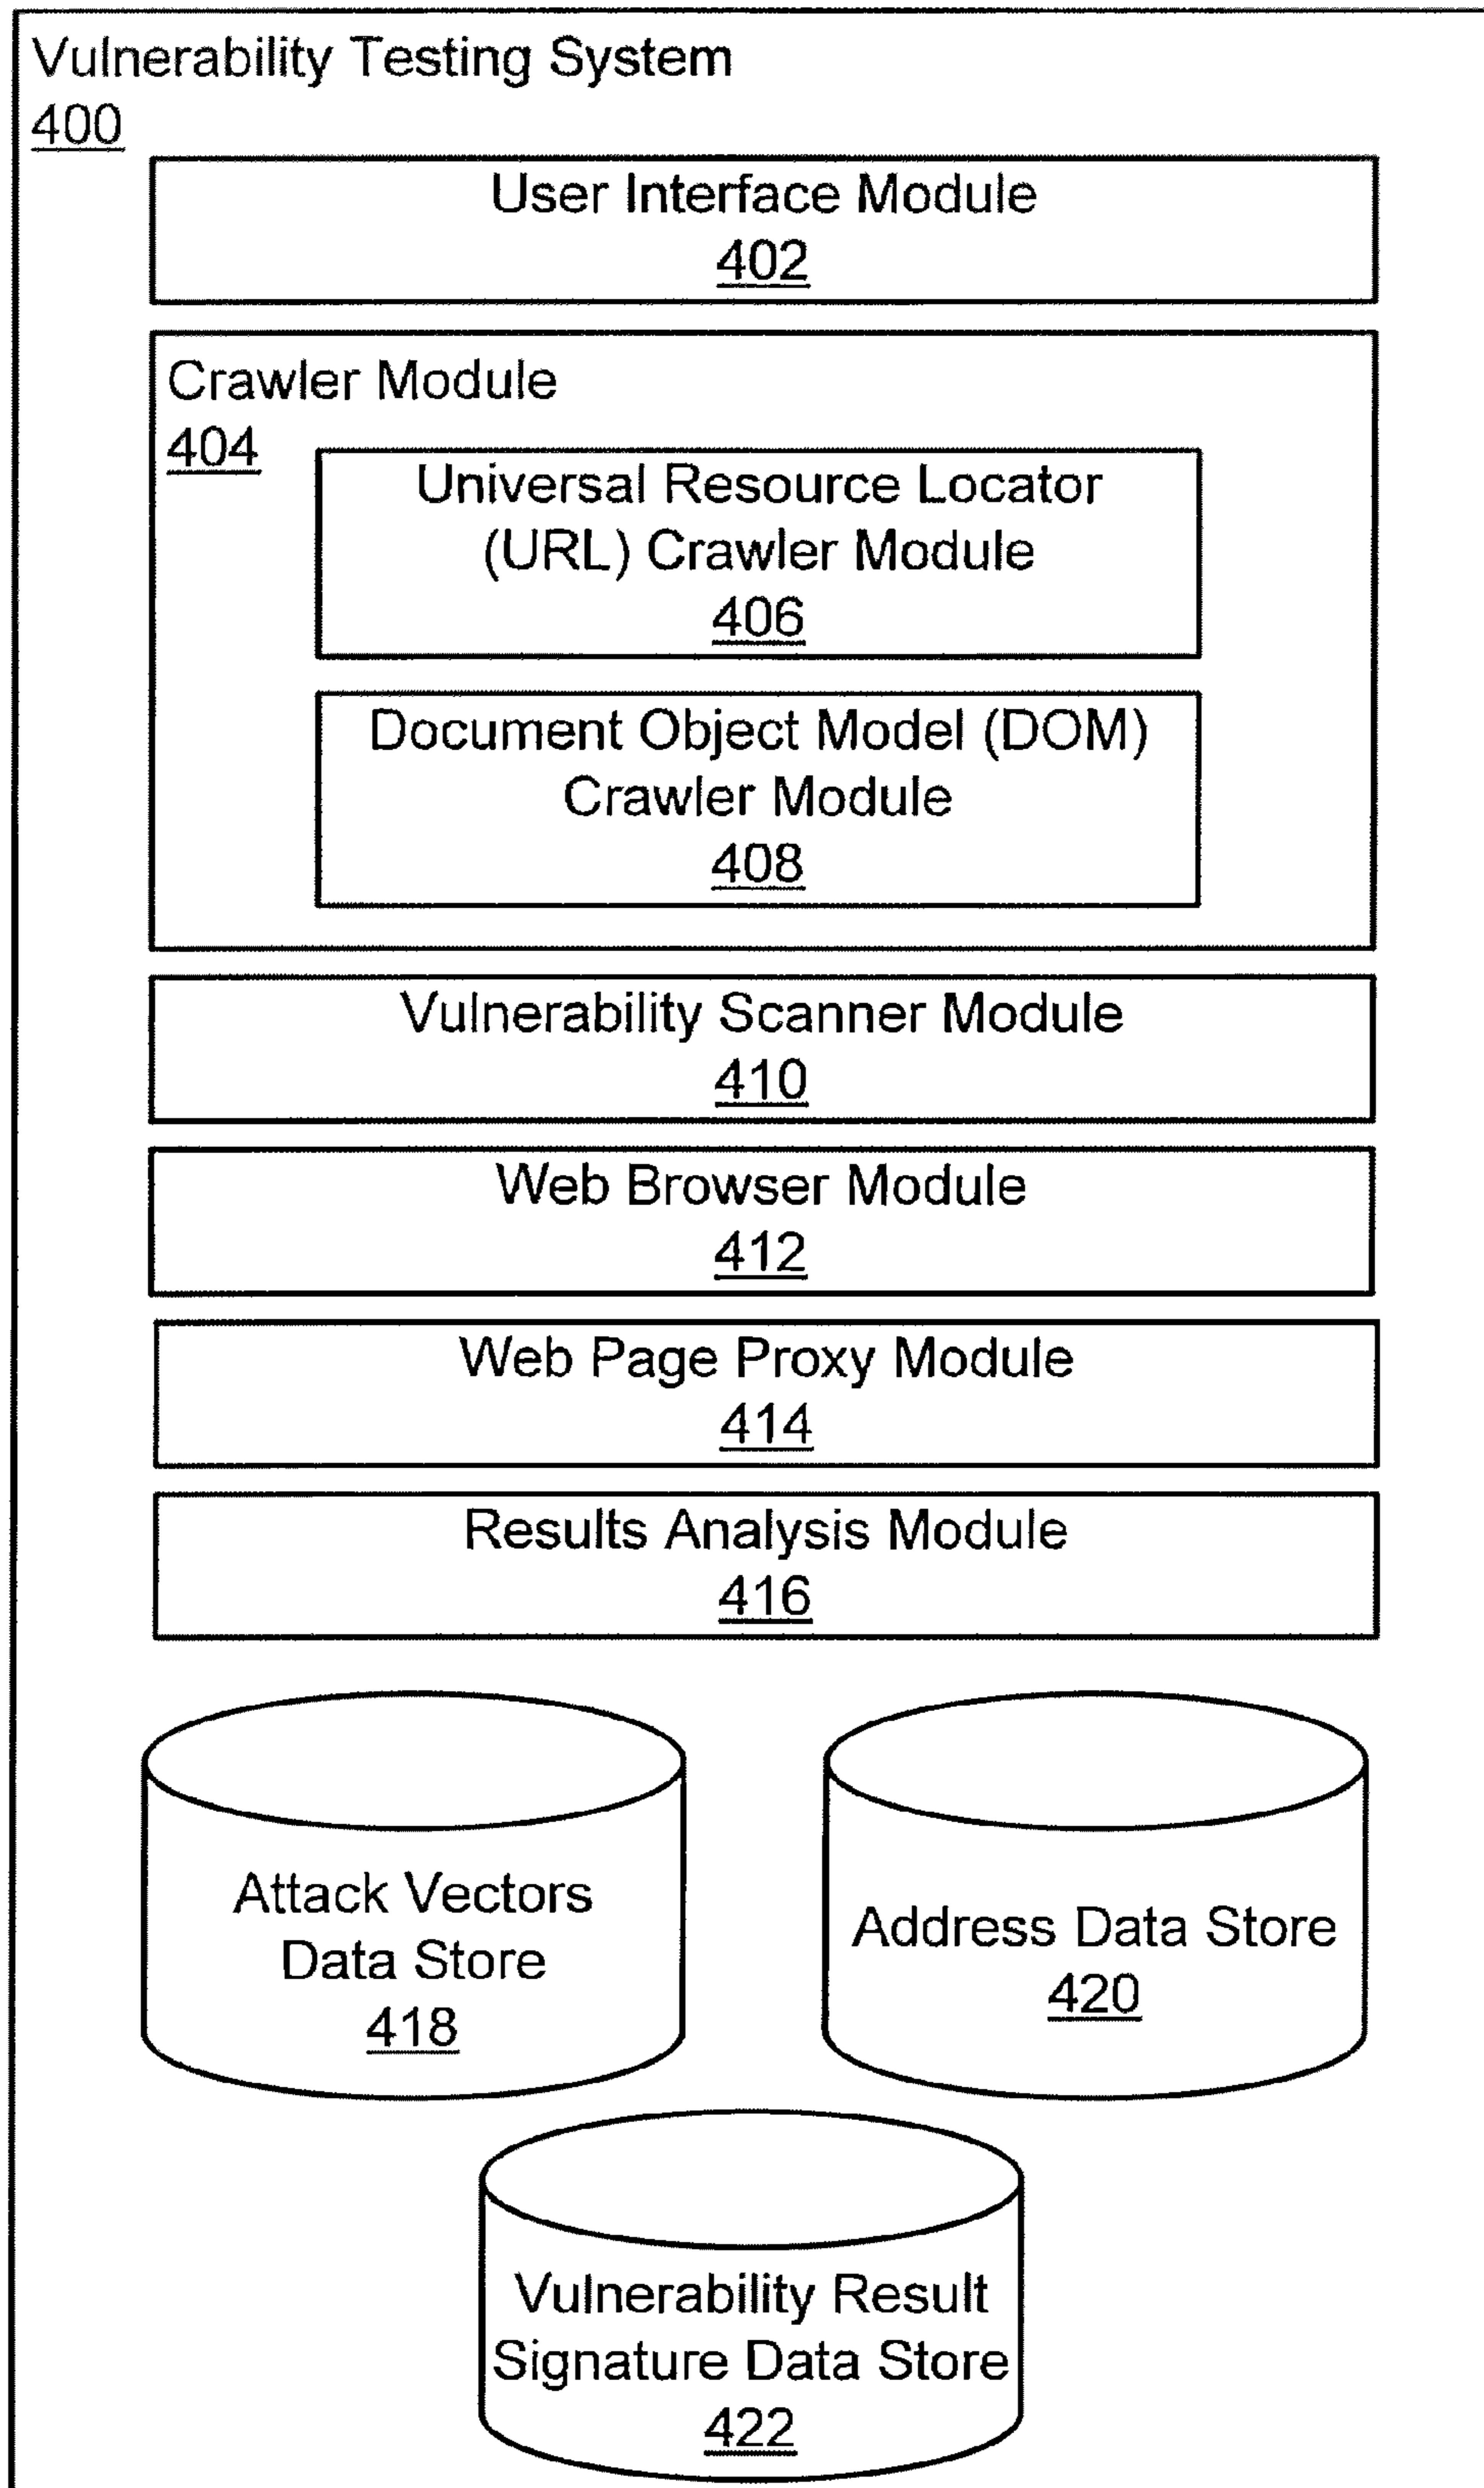 Vulnerability Testing System
400
User Interface Module
402
Crawler Module
404
Universal Resource Locator
(URL) Crawler Module
406
Document Object Model (DOM)
Crawler Module
408
Vulnerability Scanner Module
410
Web Browser Module
412
Web Page Proxy Module
414
Results Analysis Module
416
Attack Vectors
Data Store
418
Address Data Store
420
Vulnerability Result
Signature Data Store
422